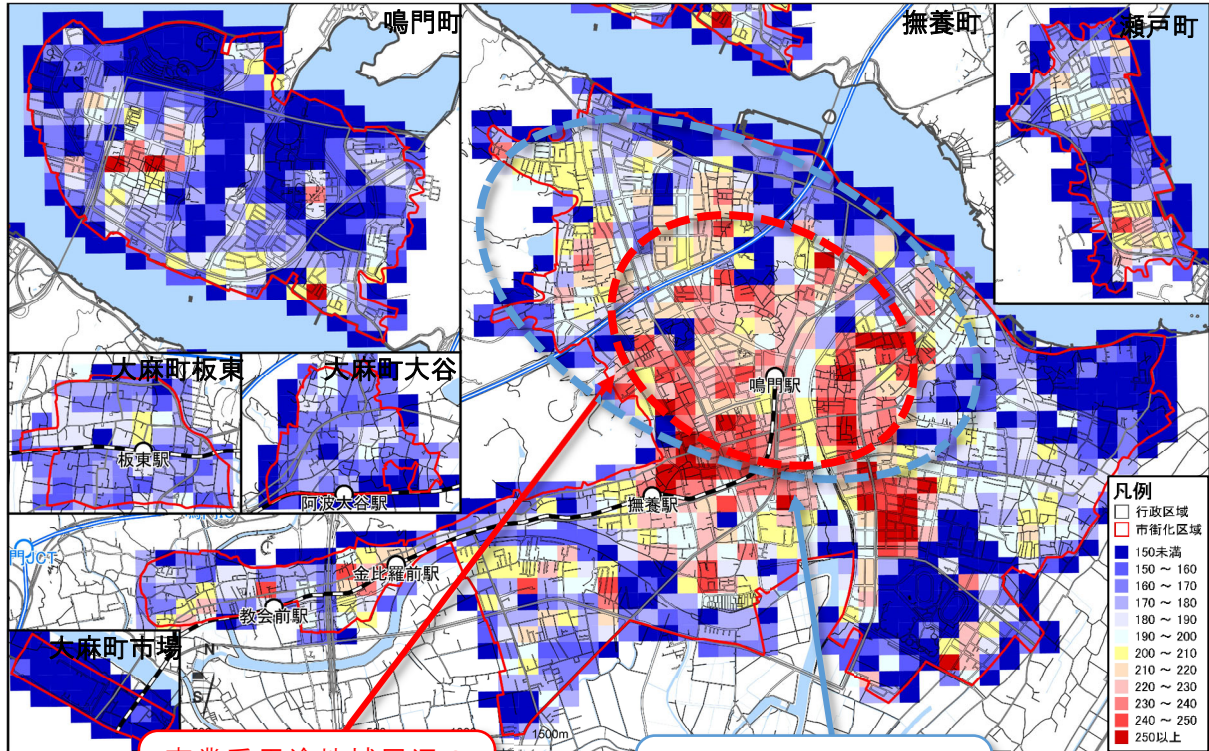 鳴門町
撫養町
瀬戸町
大麻町板東
大麻町大谷
鳴門駅
板東駅
阿波大谷駅
撫養駅
門JCT
金比羅前駅
教会前駅
大麻町市場
N
S
1500m
凡例
行政区域
市街化区域
150未満
150 ～ 160
160 ～ 170
170 ～ 180
180 ～ 190
190 ～ 200
200 ～ 210
210 ～ 220
220 ～ 230
230 ～ 240
240 ～ 250
250以上